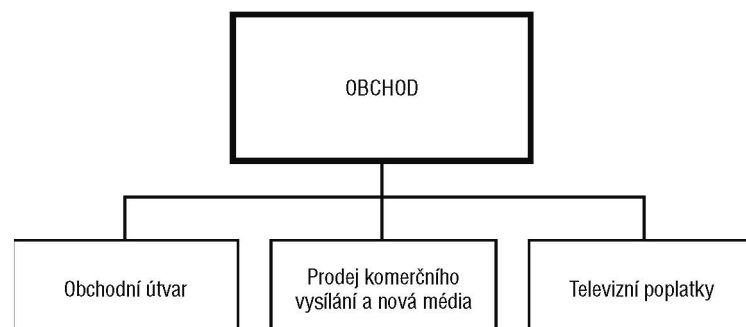 OBCHOD
Obchodní útvar
Prodej komerčního
vysílání a nová média
Televizní poplatky